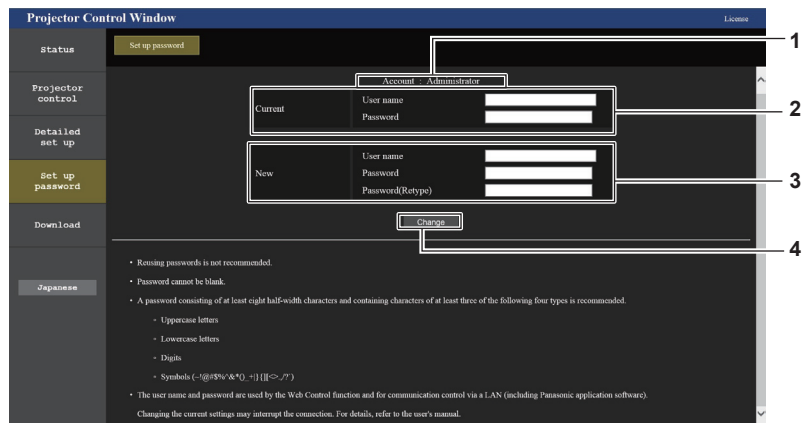 Projector Control Window
License
1
Status
Set up password
Account : Administrator
Projector
control
Current
User name
Password
2
Detailed
set up
New
User name
Password
Password(Retype)
3
Set up
password
Change
4
Download
Japanese
• Reusing passwords is not recommended.
• Password cannot be blank.
• A password consisting of at least eight half-width characters and containing characters of at least three of the following four types is recommended.
Uppercase letters
Lowercase letters
Digits
Symbols
• The user name and password are used by the Web Control function and for communication control via a LAN (including Panasonic application software).
Changing the current settings may interrupt the connection. For details, refer to the user's manual.